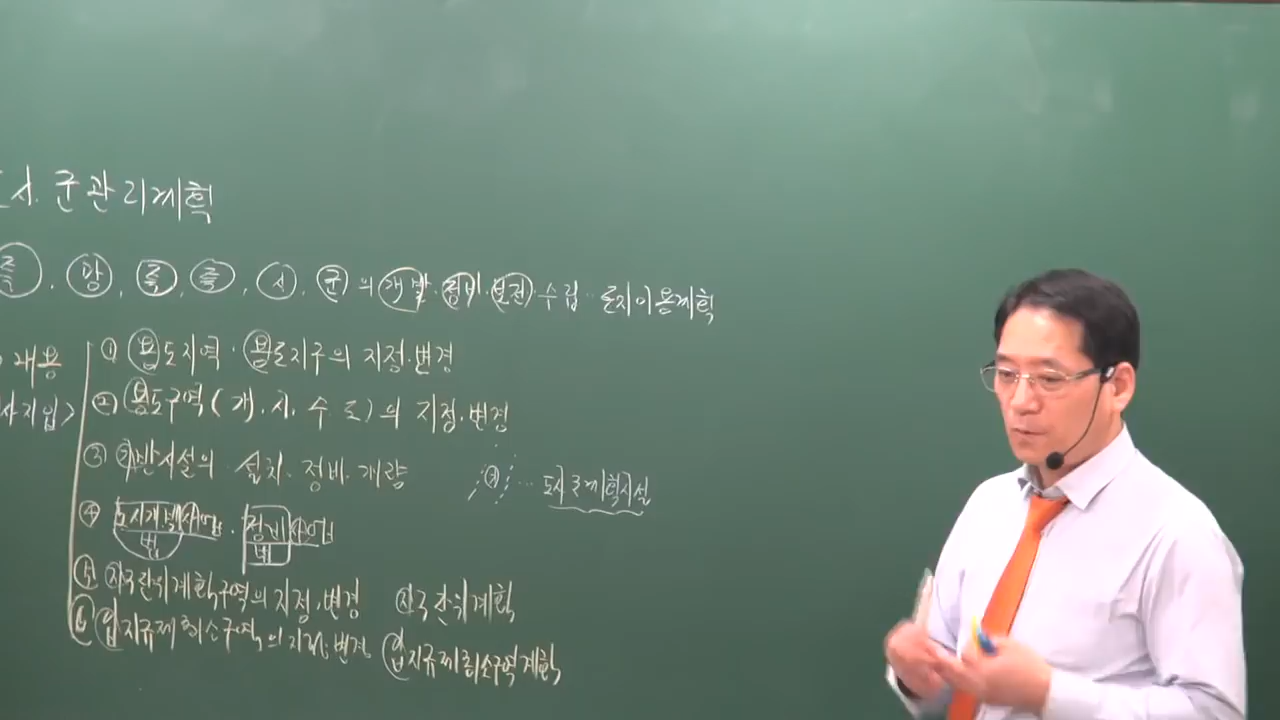 시.군관리계획
특, 광, 특, 특, 시, 군 의 개발.정비.보전. 수립 토지이용계획
내용 ① 용도지역.용도지구의 지정.변경
② 용도구역( 개. 시. 수 도)의 지정.변경
③ 기반시설의 설치.정비.개량 ... 도시군계획시설
④ 도시개발사업 . 정비사업
법 법
⑤ 지구단위계획구역의 지정.변경 지구단위계획
⑥ 입지규제최소구역의 지정.변경 입지규제최소구역계획